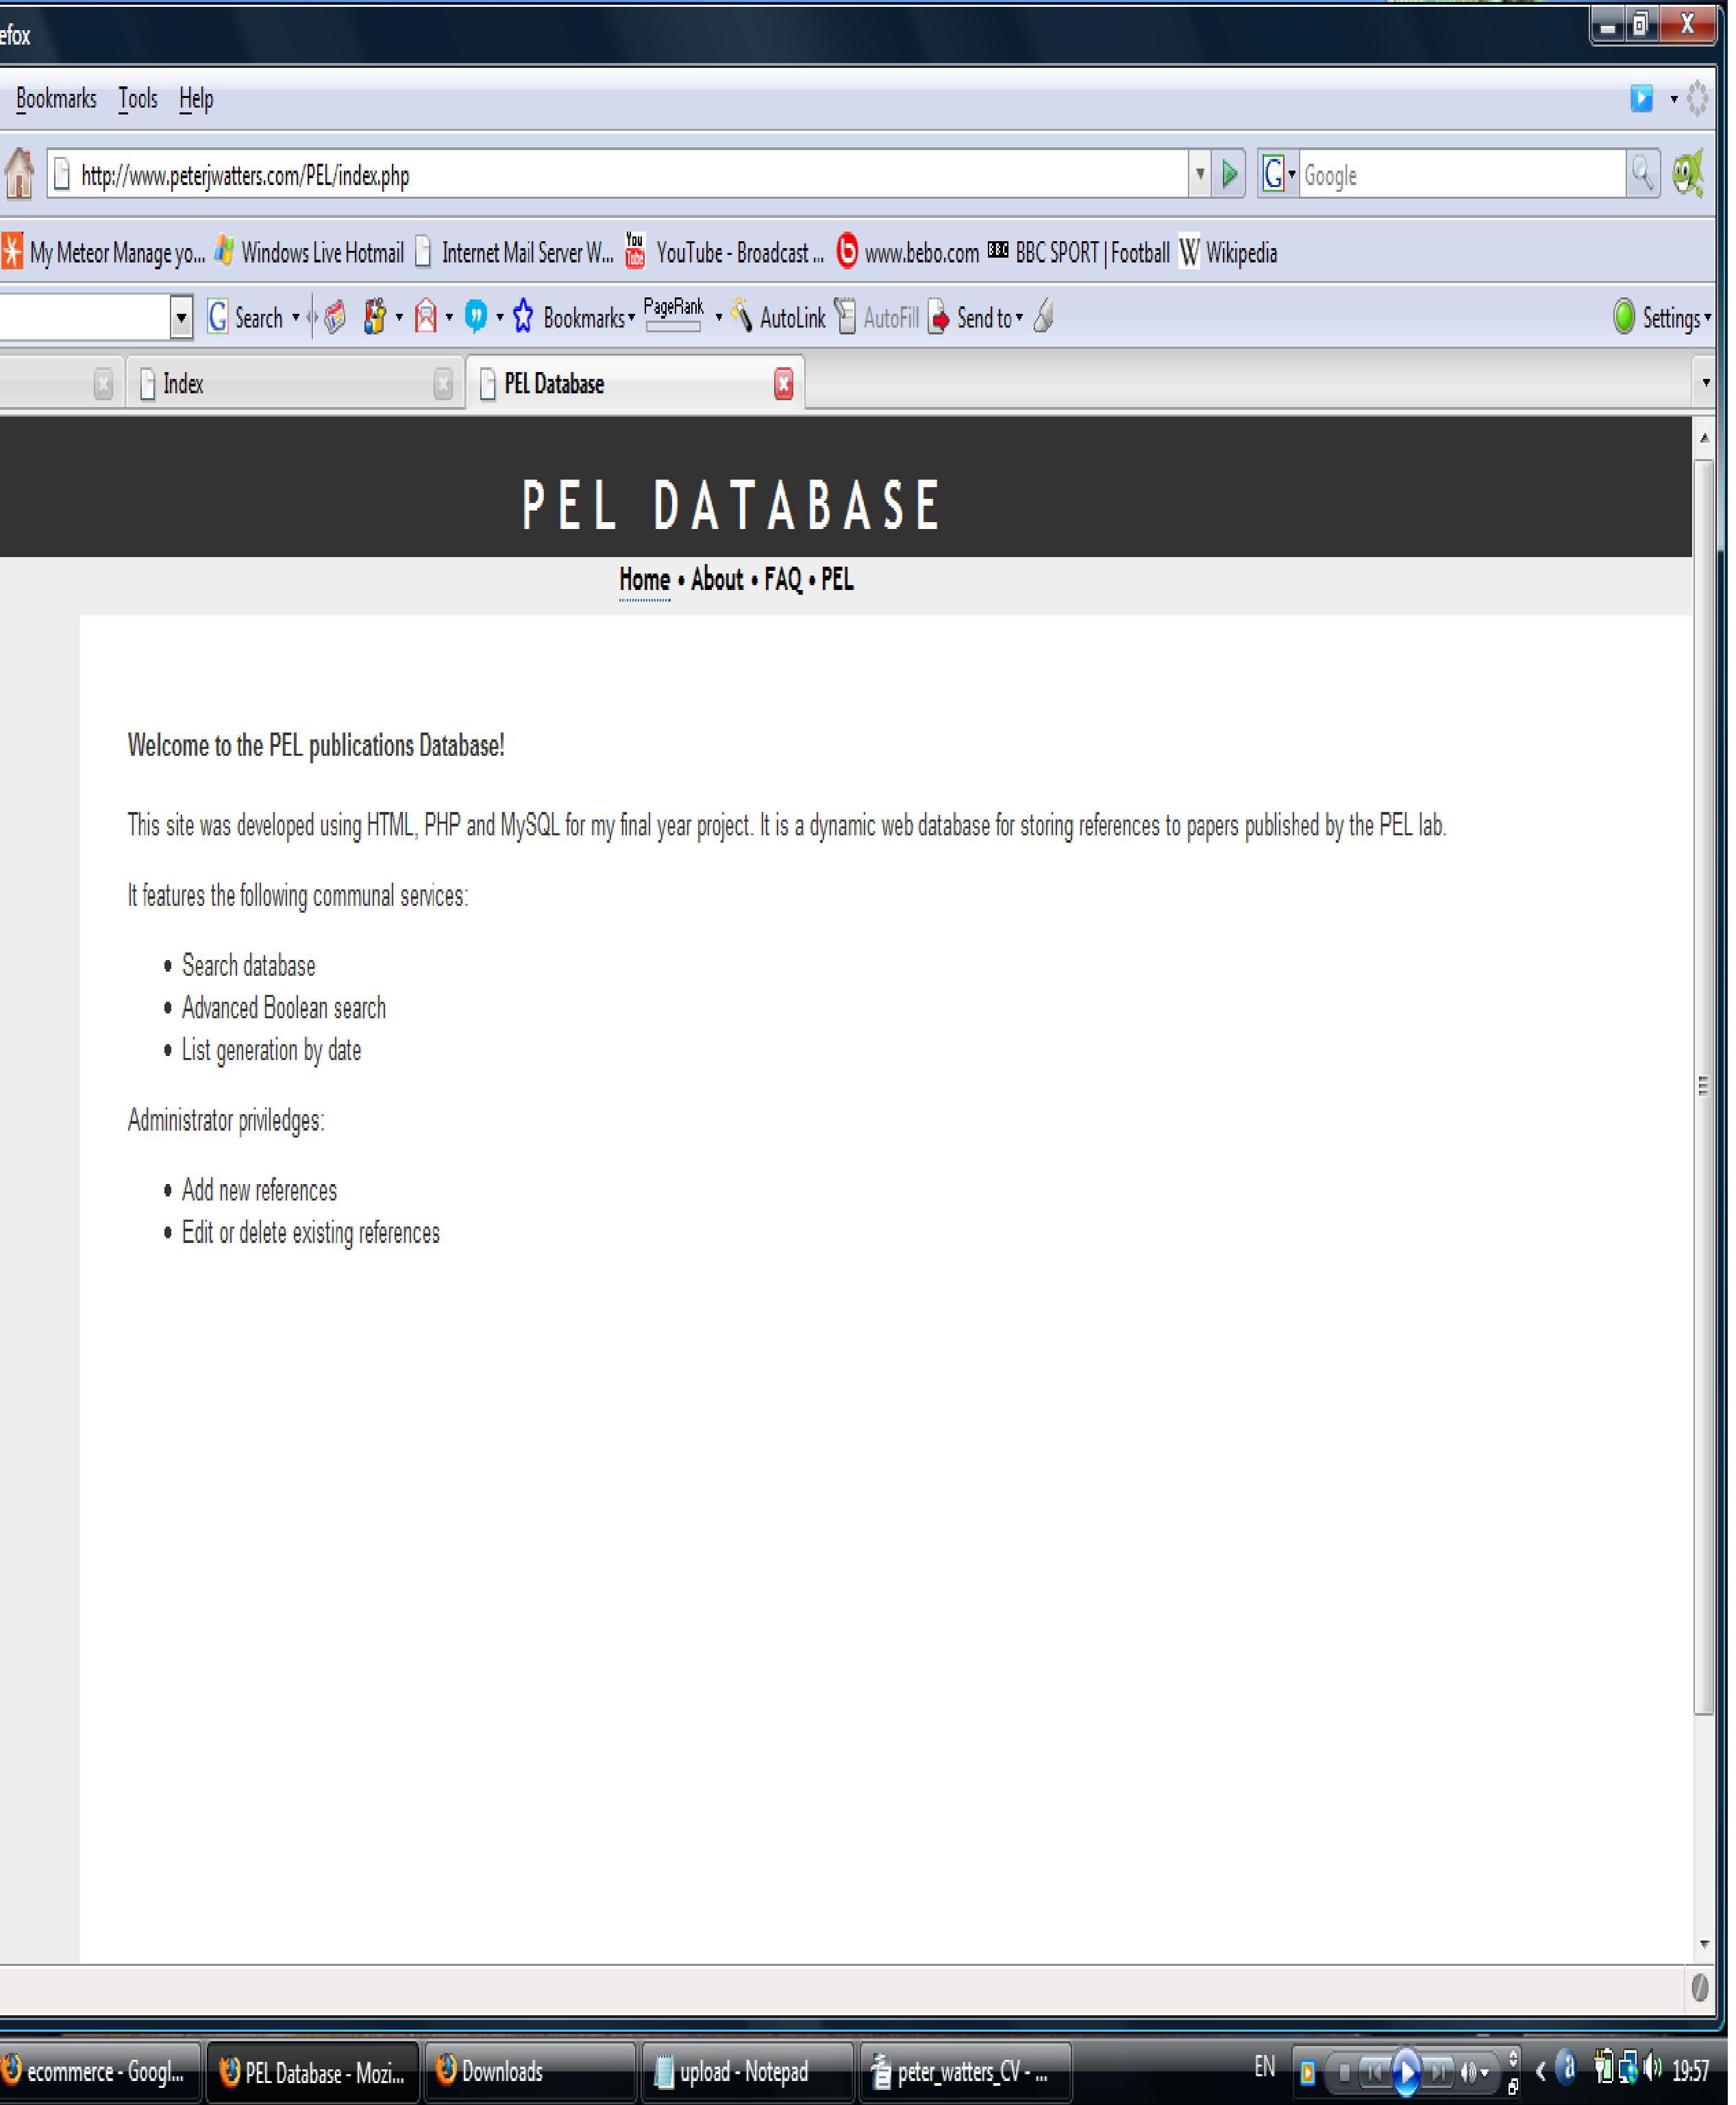 efox
Bookmarks Tools Help
http://www.peterjwatters.com/PEL/index.php G Google
My Meteor Manage yo... Windows Live Hotmail Internet Mail Server W... You Tube YouTube - Broadcast ... www.bebo.com BBC BBC SPORT | Football W Wikipedia
G Search Bookmarks PageRank AutoLink AutoFill Send to Settings
Index PEL Database
PEL DATABASE
Home • About • FAQ • PEL
Welcome to the PEL publications Database!
This site was developed using HTML, PHP and MySQL for my final year project. It is a dynamic web database for storing references to papers published by the PEL lab.
It features the following communal services:
• Search database
• Advanced Boolean search
• List generation by date
Administrator priviledges:
• Add new references
• Edit or delete existing references
ecommerce - Googl... PEL Database - Mozi... Downloads upload - Notepad peter_watters_CV - ... EN 19:57